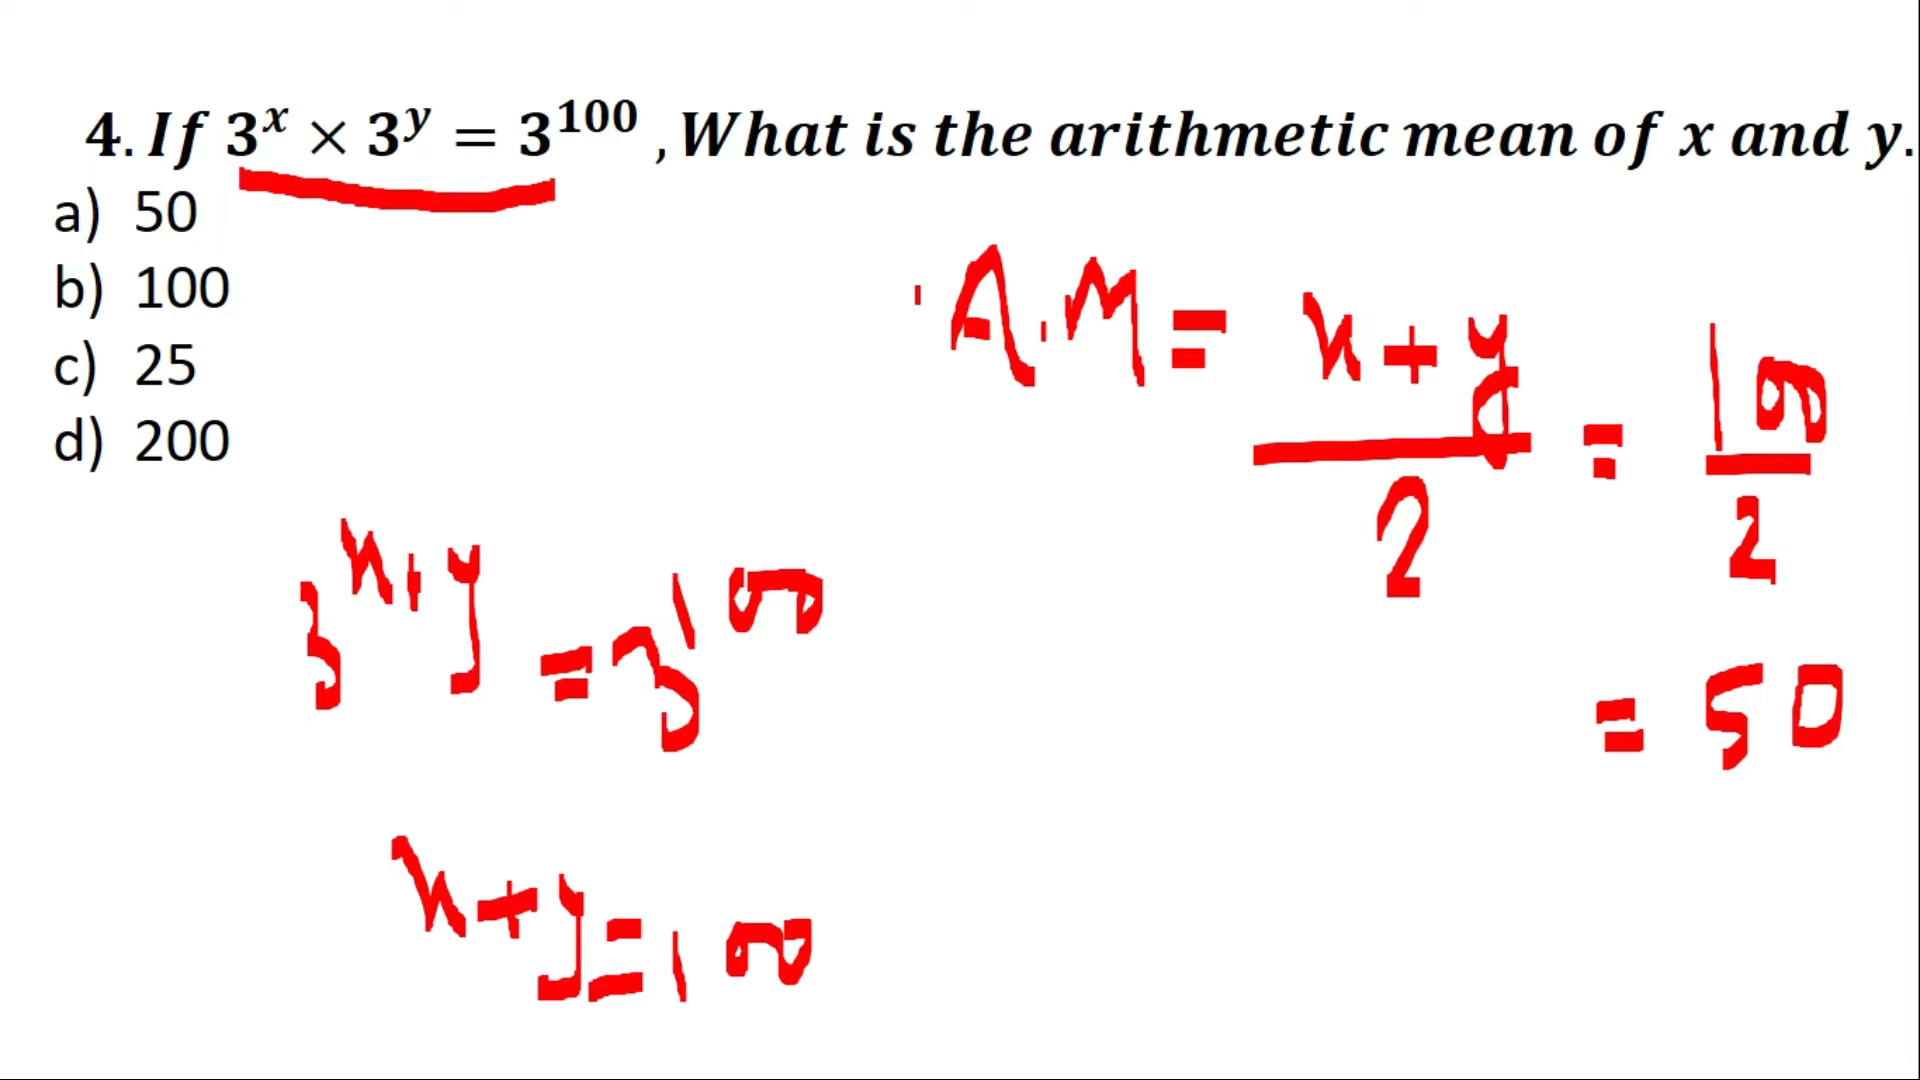 4. If 3^x × 3^y = 3^100 , What is the arithmetic mean of x and y.
a) 50
b) 100
c) 25
d) 200
A.M = x+y/2 = 100/2
= 50
3^x+y = 3^100
x+y=100